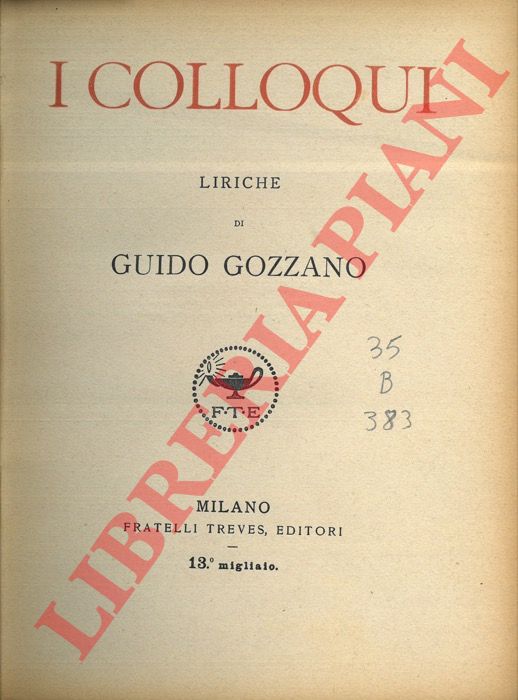 I COLLOQUI
LIRICHE
DI
GUIDO GOZZANO
F·T·E
35
B
383
MILANO
FRATELLI TREVES, EDITORI
13.° migliaio.
LIBRERIA PIANI